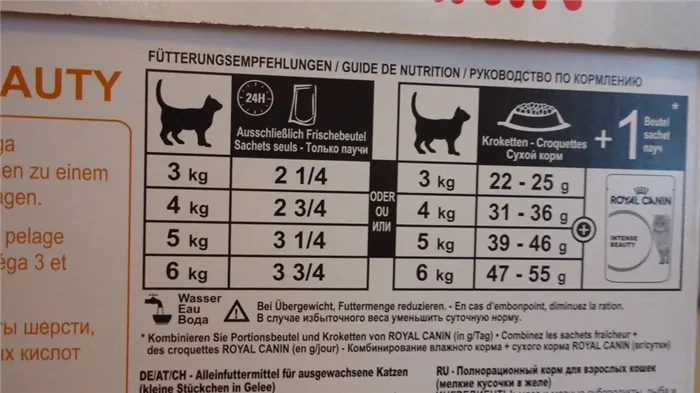 AUTY
ga
en zu einem
agen.
pelage
éga 3 et
ты шерсти,
ых кислот
FÜTTERUNGSEMPFEHLUNGEN / GUIDE DE NUTRITION / РУКОВОДСТВО ПО КОРМЛЕНИЮ
24H
Ausschließlich Frischebeutel
Sachets seuls - Только паучи
3 kg 2 1/4
4 kg 2 3/4
5 kg 3 1/4
6 kg 3 3/4
ODER
OU
ИЛИ
Kroketten - Croquettes
Сухой корм
+1
Beutel
sachet
пауч
*
3 kg 22 - 25 g
4 kg 31 - 36 g
5 kg 39 - 46 g
6 kg 47 - 55 g
+
ROYAL CANIN
INTENSE
BEAUTY
Wasser
Eau
Вода
Bei Übergewicht, Futtermenge reduzieren. - En cas d'embonpoint, diminuez la ration.
В случае избыточного веса уменьшить суточную норму.
* Kombinieren Sie Portionsbeutel und Kroketten von ROYAL CANIN (in g/Tag) • Combinez les sachets fraîcheur +
des croquettes ROYAL CANIN (en g/jour) - Комбинирование влажного корма + сухого корма ROYAL CANIN (вг/сутки)
DE/AT/CH - Alleinfuttermittel für ausgewachsene Katzen
(kleine Stückchen in Gelee)
RU - Полнорационный корм для взрослых кошек
(мелкие кусочки в желе)